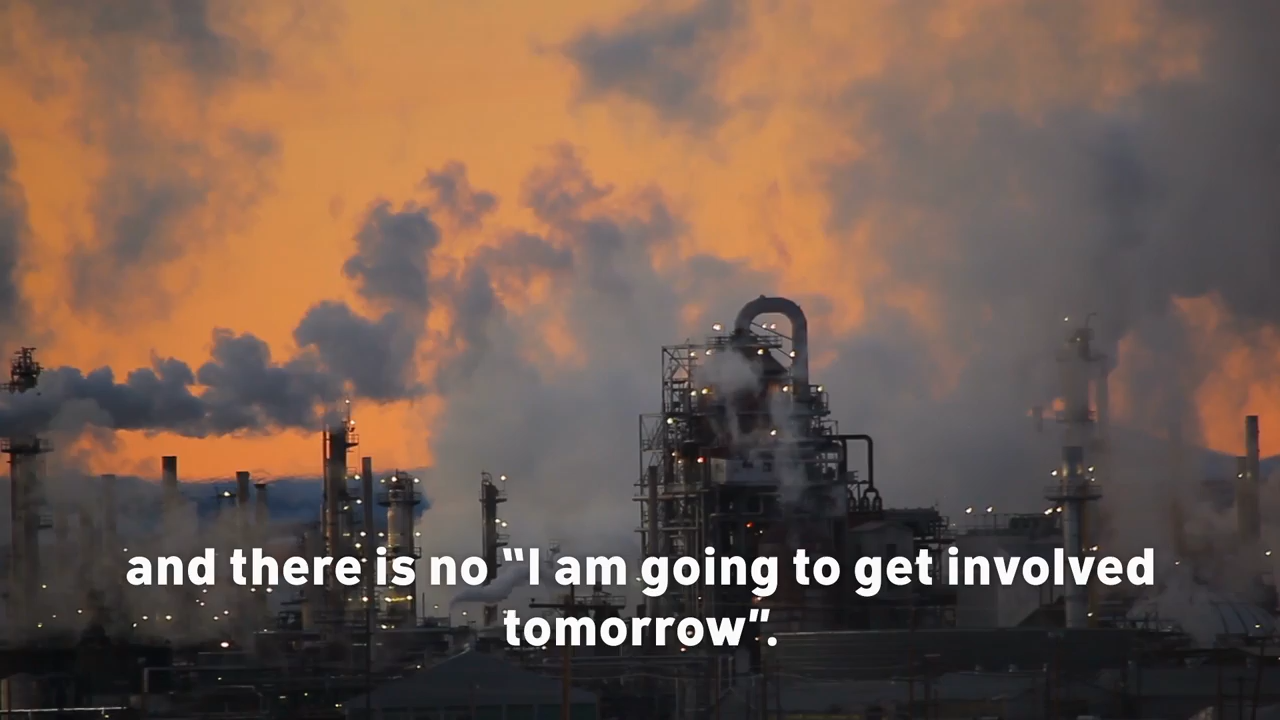 and there is no “I am going to get involved
tomorrow”.